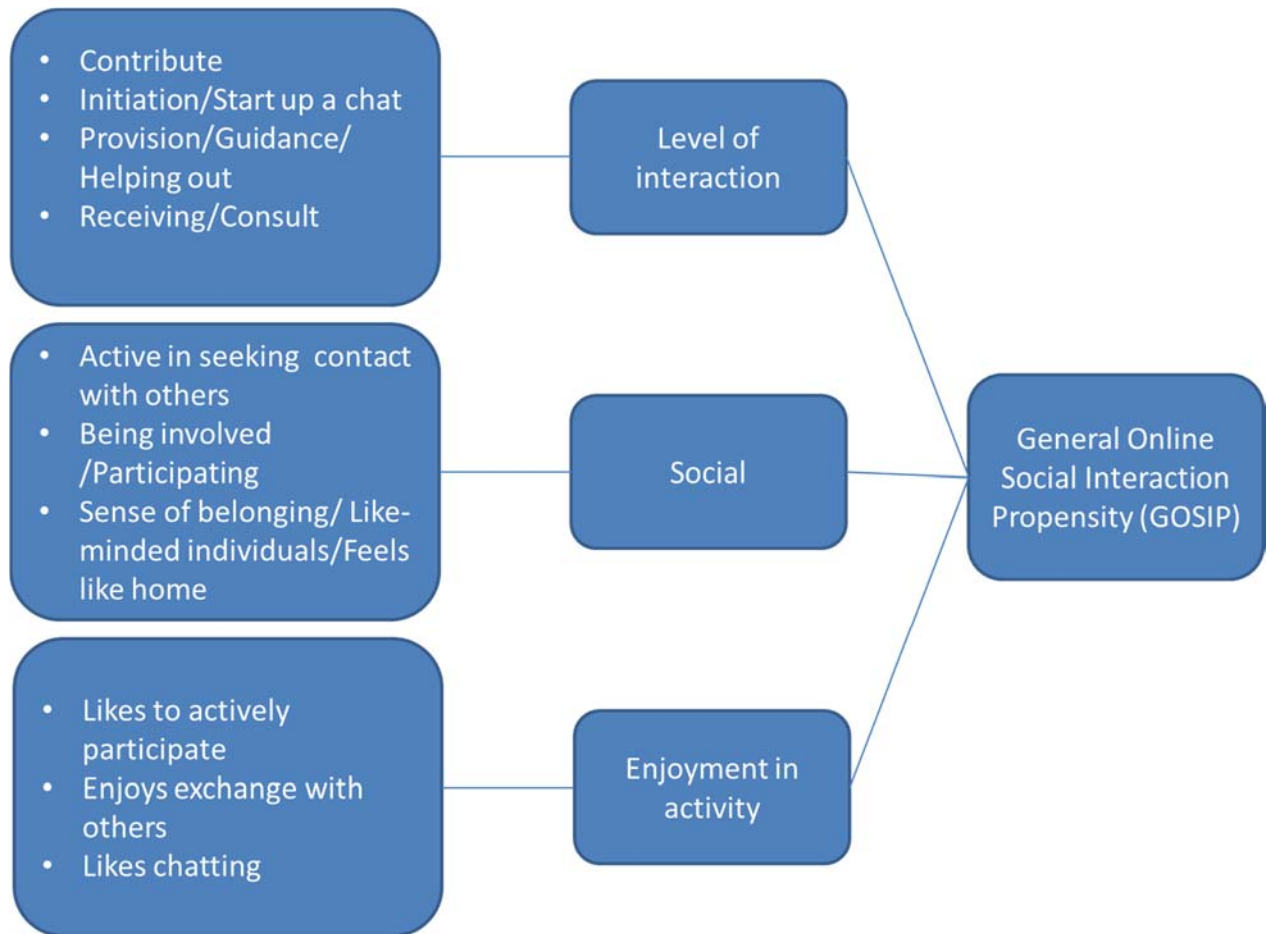 • Contribute
• Initiation/Start up a chat
• Provision/Guidance/
Helping out
• Receiving/Consult
Level of
interaction
• Active in seeking contact
with others
• Being involved
/Participating
• Sense of belonging/ Like-
minded individuals/Feels
like home
Social
General Online
Social Interaction
Propensity (GOSIP)
• Likes to actively
participate
• Enjoys exchange with
others
• Likes chatting
Enjoyment in
activity